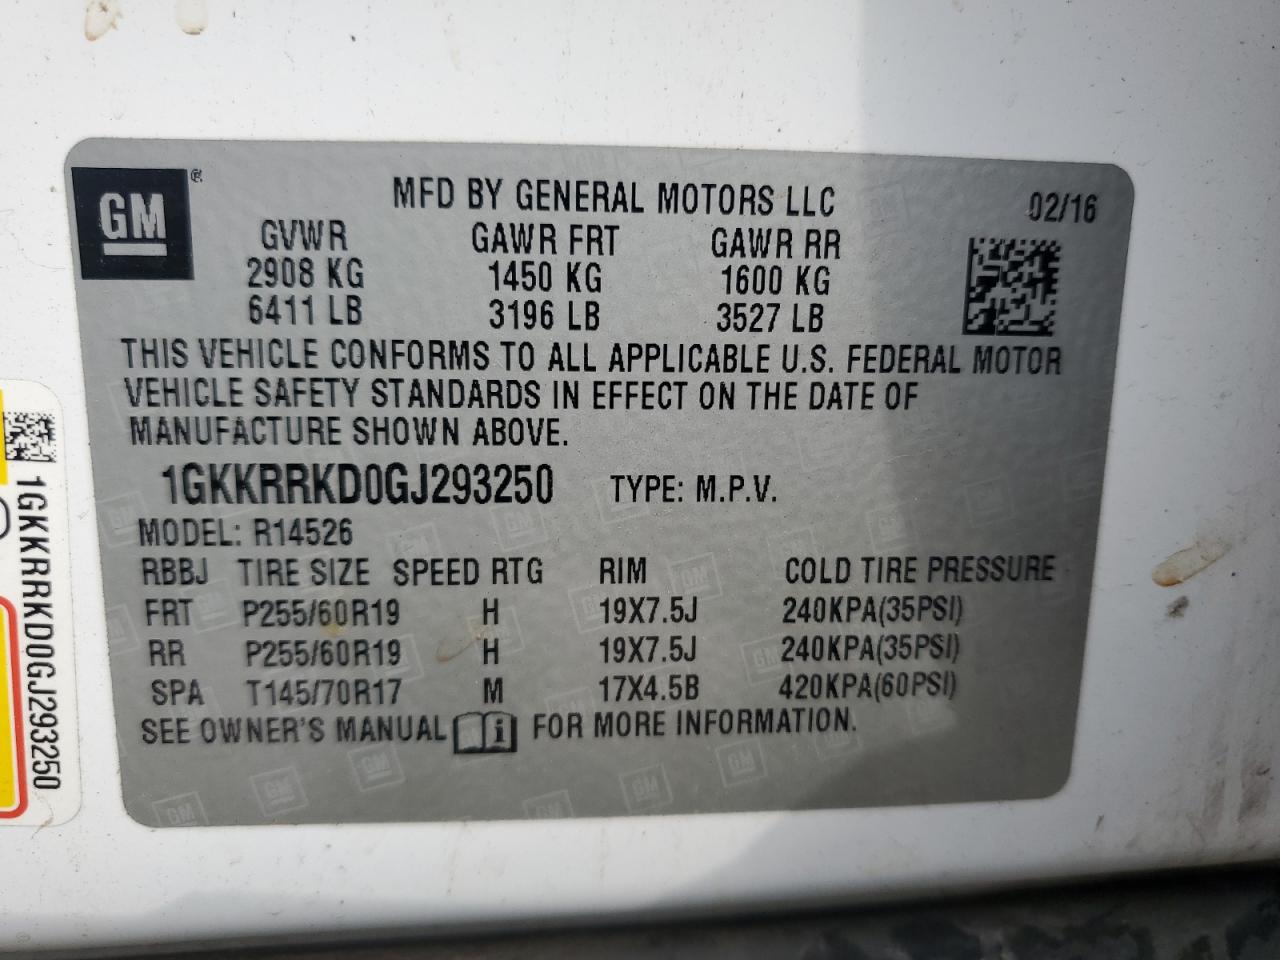 GM ®
MFD BY GENERAL MOTORS LLC 02/16
GVWR GAWR FRT GAWR RR
2908 KG 1450 KG 1600 KG
6411 LB 3196 LB 3527 LB
THIS VEHICLE CONFORMS TO ALL APPLICABLE U.S. FEDERAL MOTOR
VEHICLE SAFETY STANDARDS IN EFFECT ON THE DATE OF
MANUFACTURE SHOWN ABOVE.
1GKKRRKD0GJ293250 TYPE: M.P.V.
MODEL: R14526
RBBJ TIRE SIZE SPEED RTG RIM COLD TIRE PRESSURE
FRT P255/60R19 H 19X7.5J 240KPA(35PSI)
RR P255/60R19 H 19X7.5J 240KPA(35PSI)
SPA T145/70R17 M 17X4.5B 420KPA(60PSI)
SEE OWNER'S MANUAL i FOR MORE INFORMATION.
1GKKRRKD0GJ293250